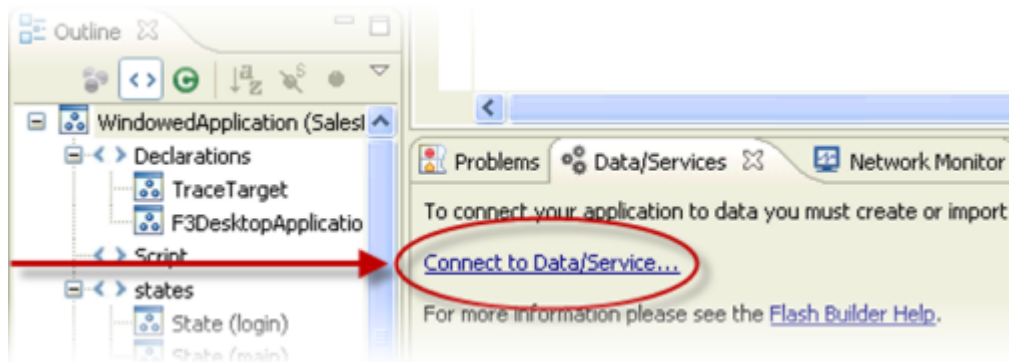 Outline
WindowedApplication (SalesI
Declarations
TraceTarget
F3DesktopApplicatio
Script
states
State (login)
State (main)
Problems
Data/Services
Network Monitor
To connect your application to data you must create or import
Connect to Data/Service...
For more information please see the Flash Builder Help.